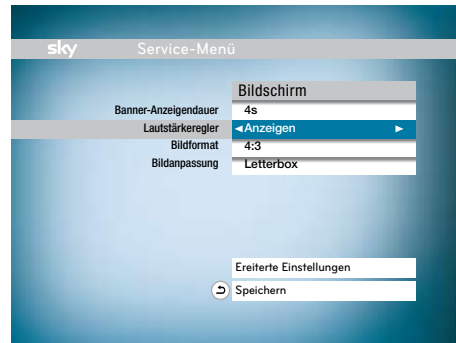 sky Service-Menü
Bildschirm
Banner-Anzeigendauer 4s
Lautstärkeregler Anzeigen
Bildformat 4:3
Bildanpassung Letterbox
Ereiterte Einstellungen
Speichern